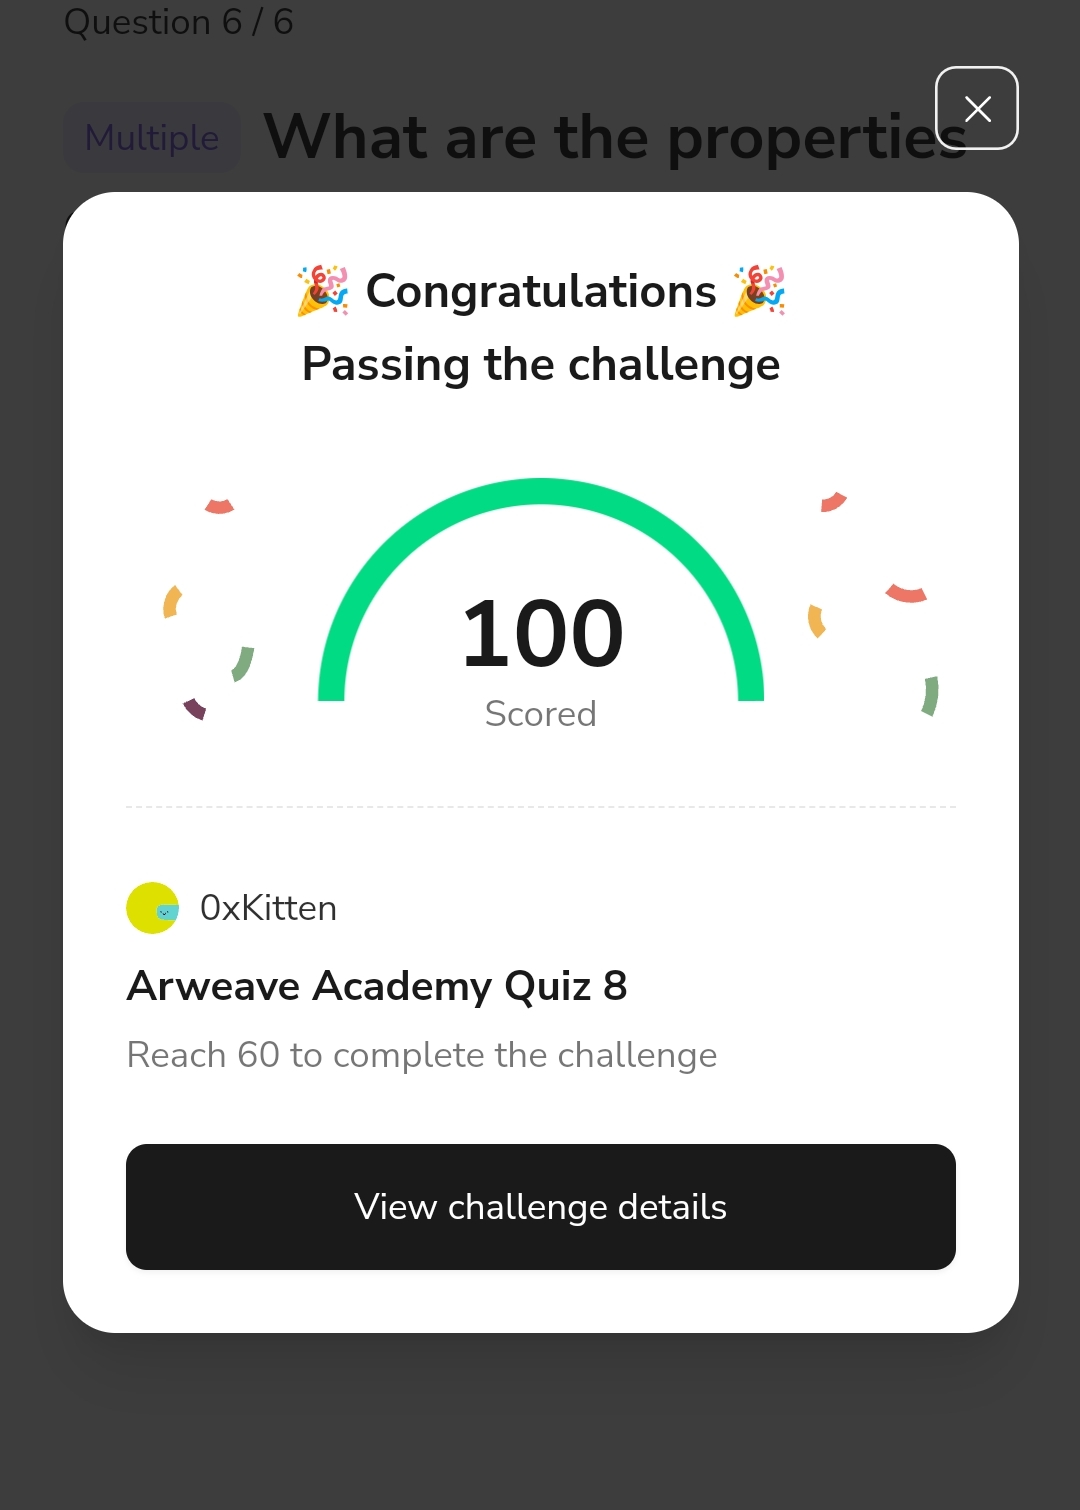 Question 6 / 6
Multiple What are the properties
🎉 Congratulations 🎉
Passing the challenge
100
Scored
0xKitten
Arweave Academy Quiz 8
Reach 60 to complete the challenge
View challenge details